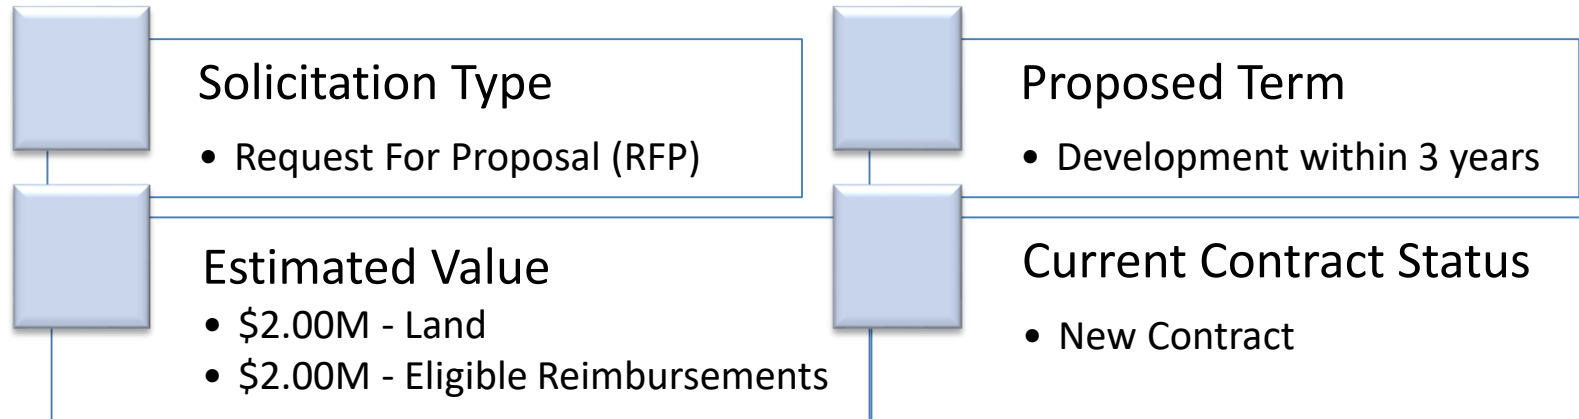 Solicitation Type
• Request For Proposal (RFP)
Proposed Term
• Development within 3 years
Estimated Value
• $2.00M - Land
• $2.00M - Eligible Reimbursements
Current Contract Status
• New Contract